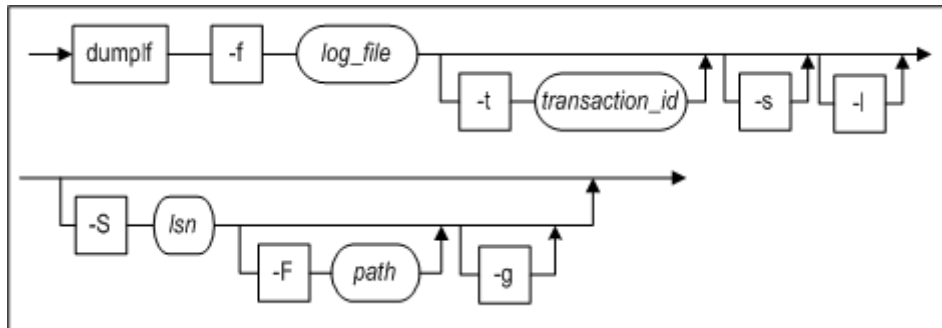 dumplf -f log_file
-t transaction_id -s -l
-S lsn
-F path -g